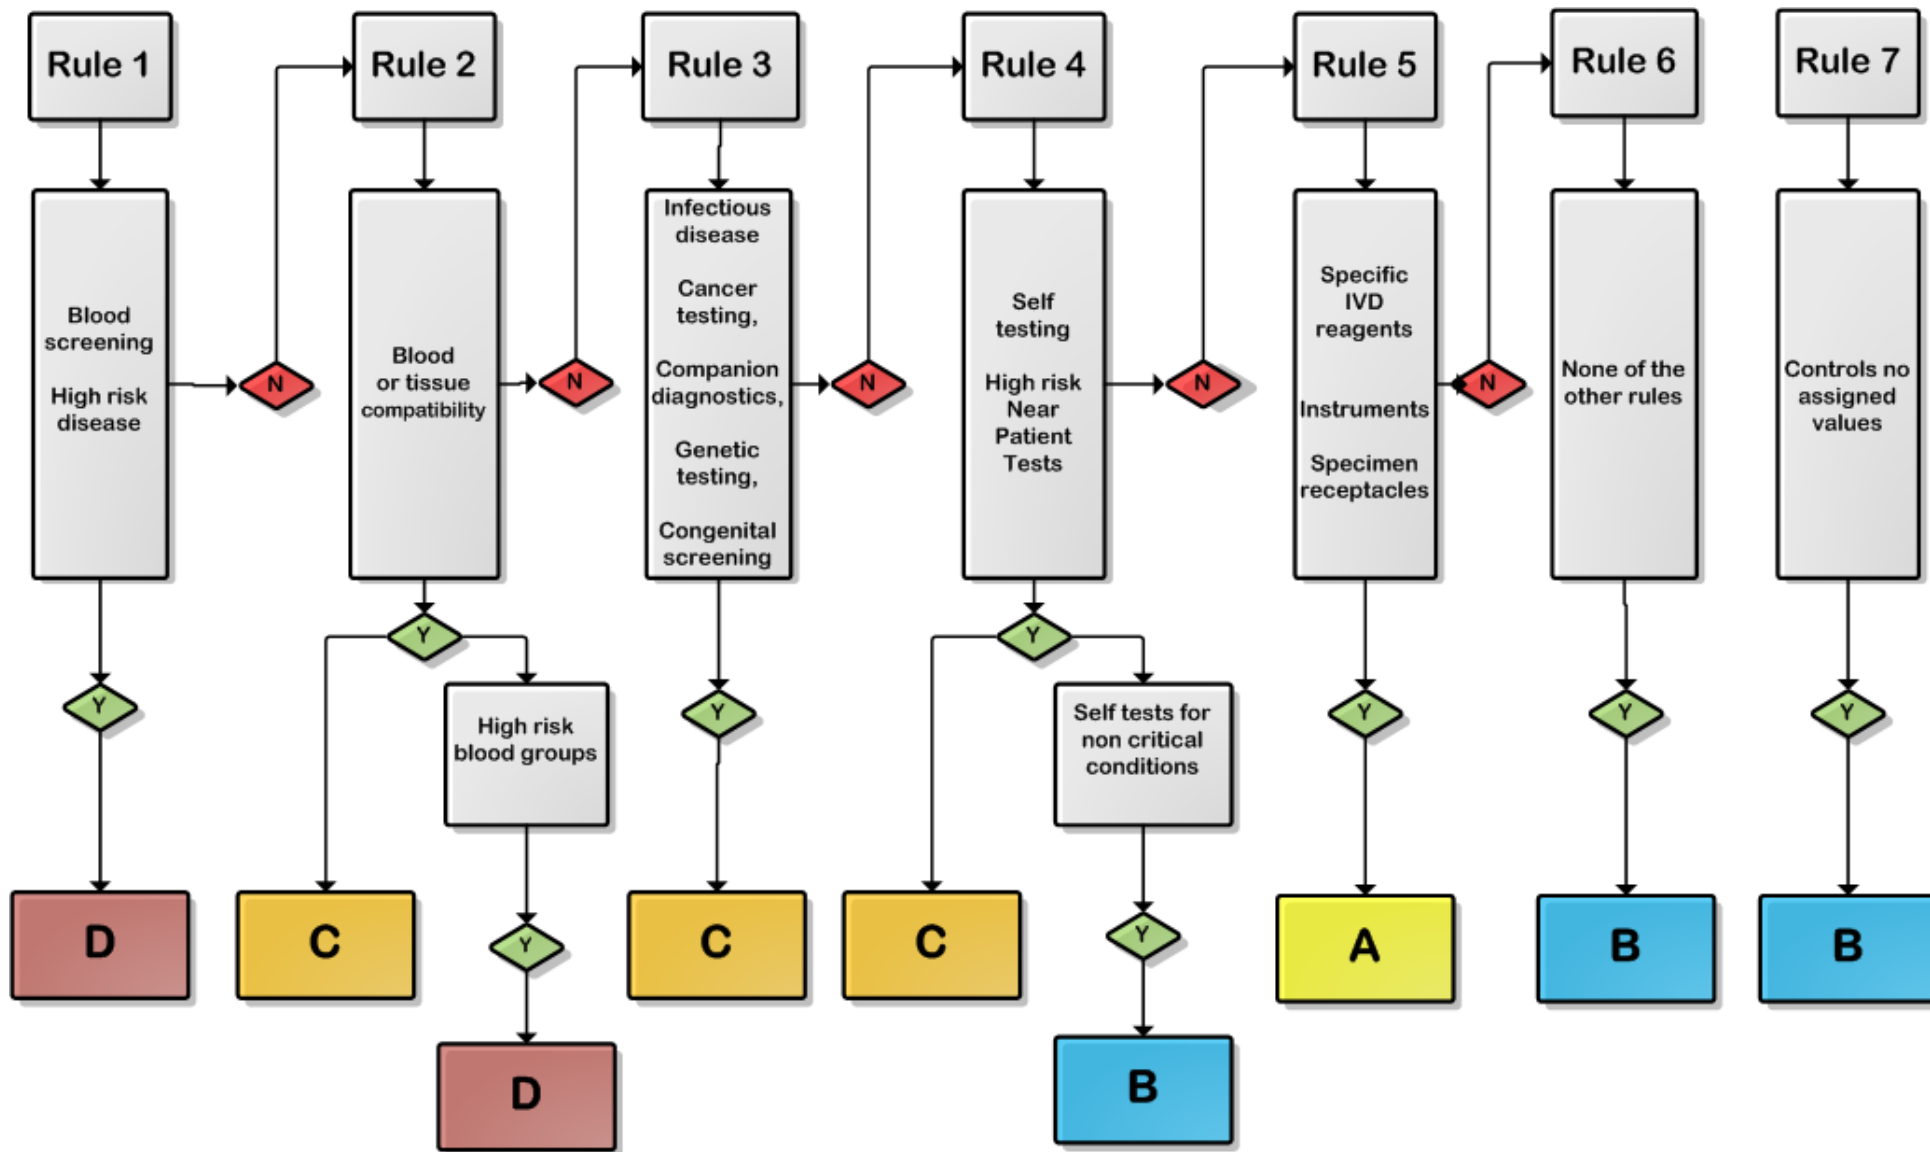 Rule 1
Rule 2
Rule 3
Rule 4
Rule 5
Rule 6
Rule 7
Blood
screening
High risk
disease
N
Blood
or tissue
compatibility
N
Infectious
disease
Cancer
testing,
Companion
diagnostics,
Genetic
testing,
Congenital
screening
N
Self
testing
High risk
Near
Patient
Tests
N
Specific
IVD
reagents
Instruments
Specimen
receptacles
N
None of the
other rules
Controls no
assigned
values
Y
Y
Y
Y
Y
Y
Y
High risk
blood groups
Self tests for
non critical
conditions
Y
Y
D
C
C
C
A
B
B
D
B